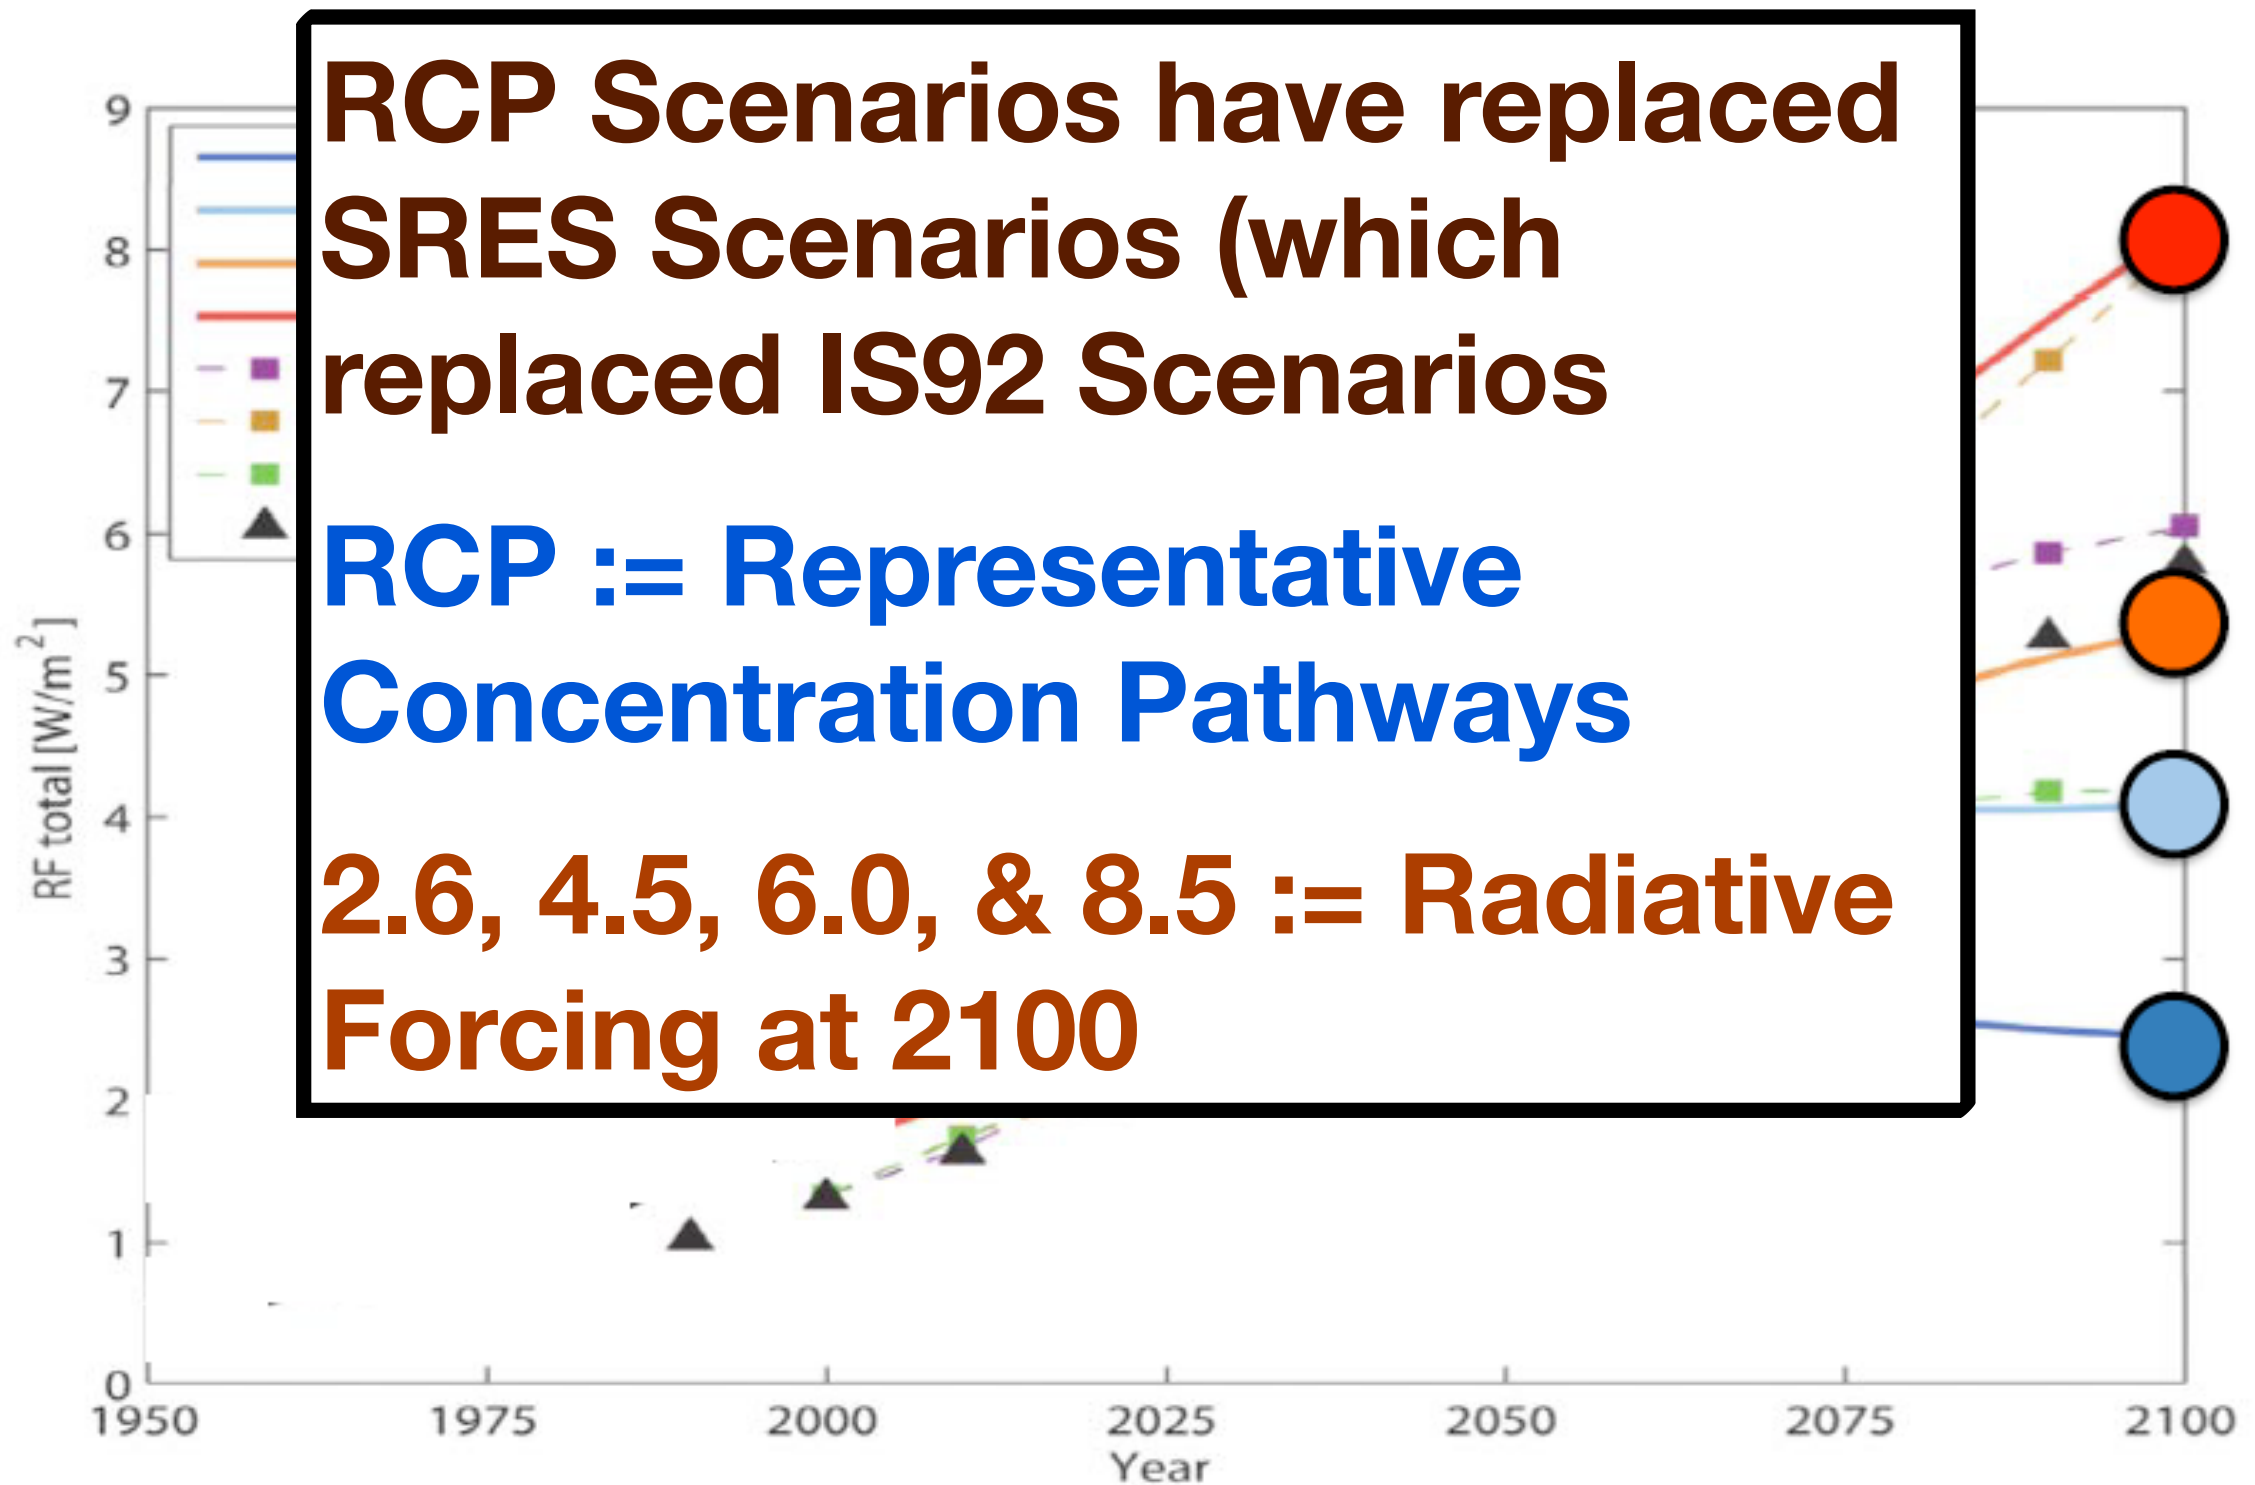 RCP Scenarios have replaced
SRES Scenarios (which
replaced IS92 Scenarios
RCP := Representative
Concentration Pathways
2.6, 4.5, 6.0, & 8.5 := Radiative
Forcing at 2100
RF total [W/m²]
9
8
7
6
5
4
3
2
1
0
1950 1975 2000 2025 2050 2075 2100
Year